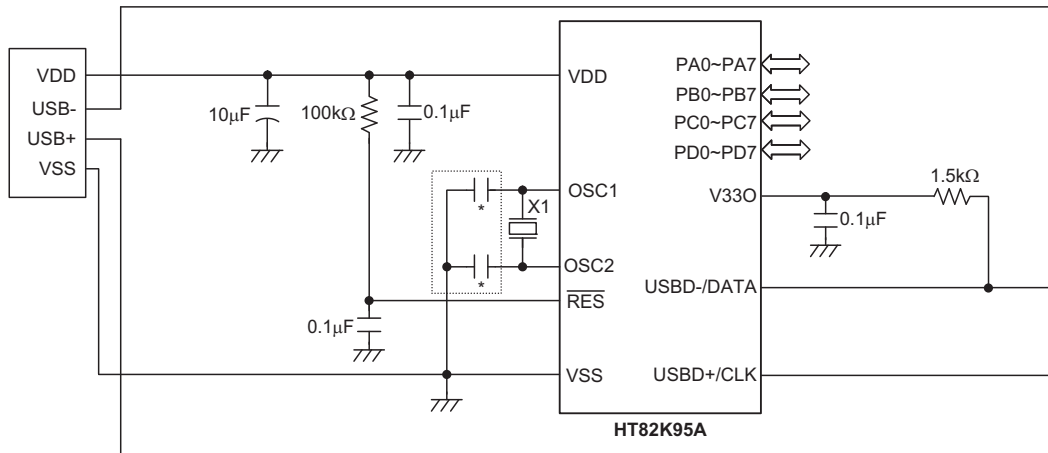 VDD
USB-
USB+
VSS
10μF
100kΩ
0.1μF
VDD
PA0~PA7
PB0~PB7
PC0~PC7
PD0~PD7
OSC1
*
X1
*
OSC2
V33O
0.1μF
1.5kΩ
RES
0.1μF
USBD-/DATA
VSS
USBD+/CLK
HT82K95A